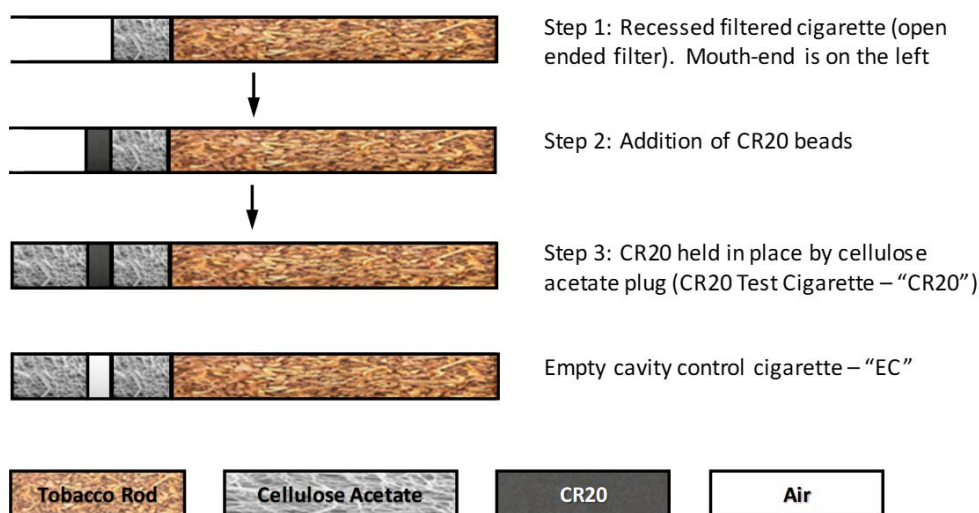 Step 1: Recessed filtered cigarette (open
ended filter).  Mouth-end is on the left
Step 2: Addition of CR20 beads
Step 3: CR20 held in place by cellulose
acetate plug (CR20 Test Cigarette – “CR20”)
Empty cavity control cigarette – “EC”
Tobacco Rod
Cellulose Acetate
CR20
Air